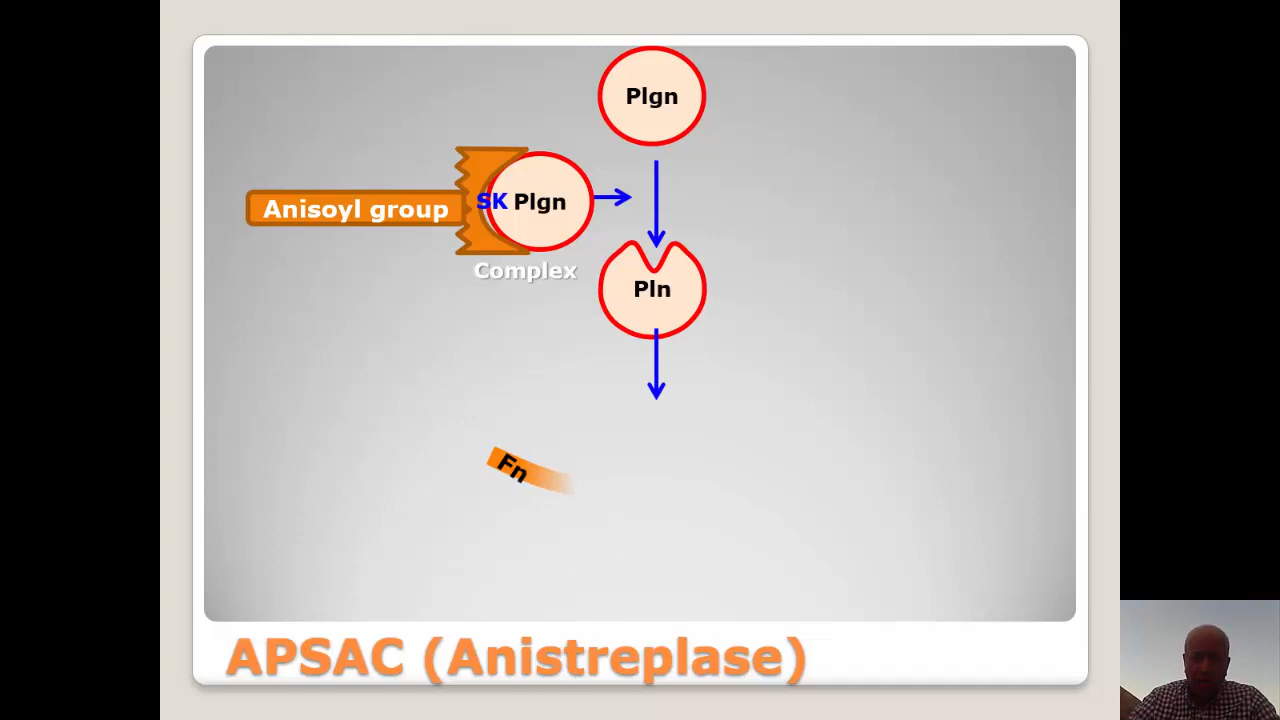 Plgn
Anisoyl group
SK Plgn
Complex
Pln
Fn
APSAC (Anistreplase)